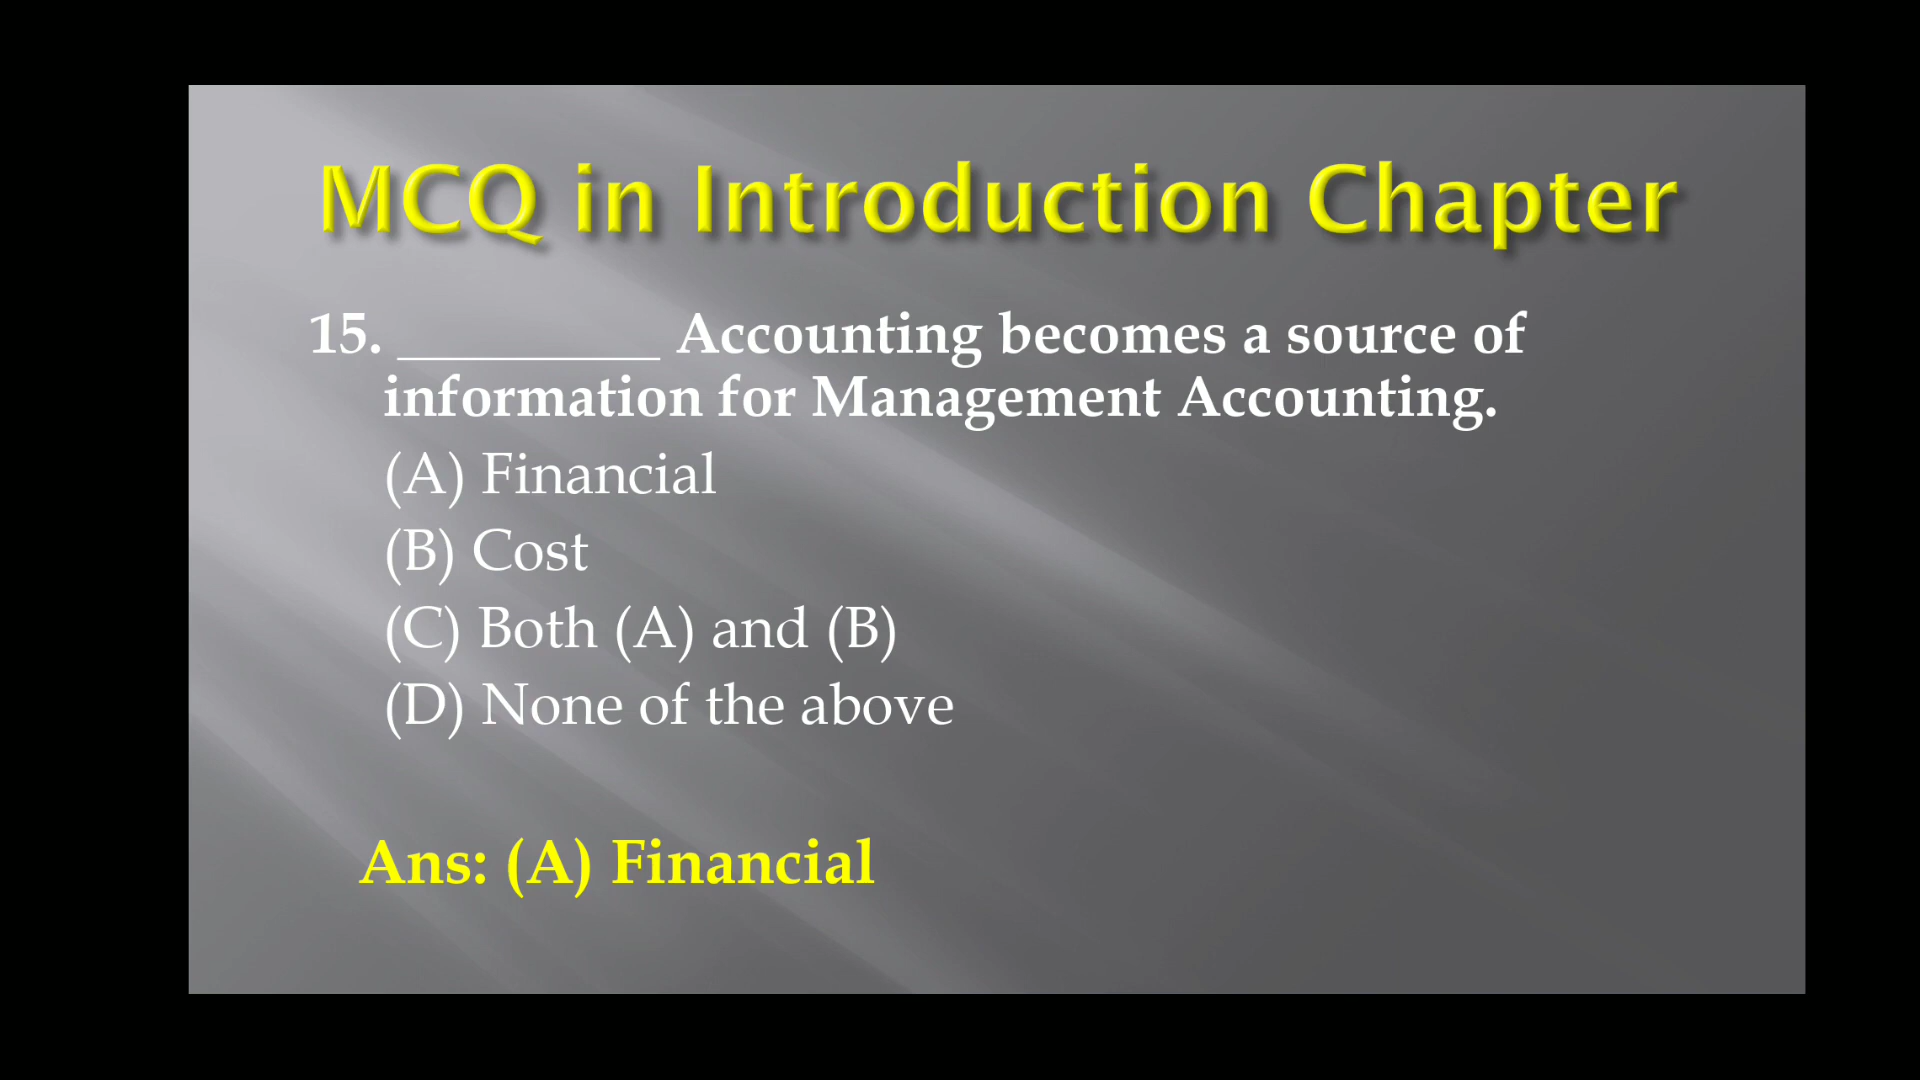 MCQ in Introduction Chapter
15. __________ Accounting becomes a source of
information for Management Accounting.
(A) Financial
(B) Cost
(C) Both (A) and (B)
(D) None of the above
Ans: (A) Financial